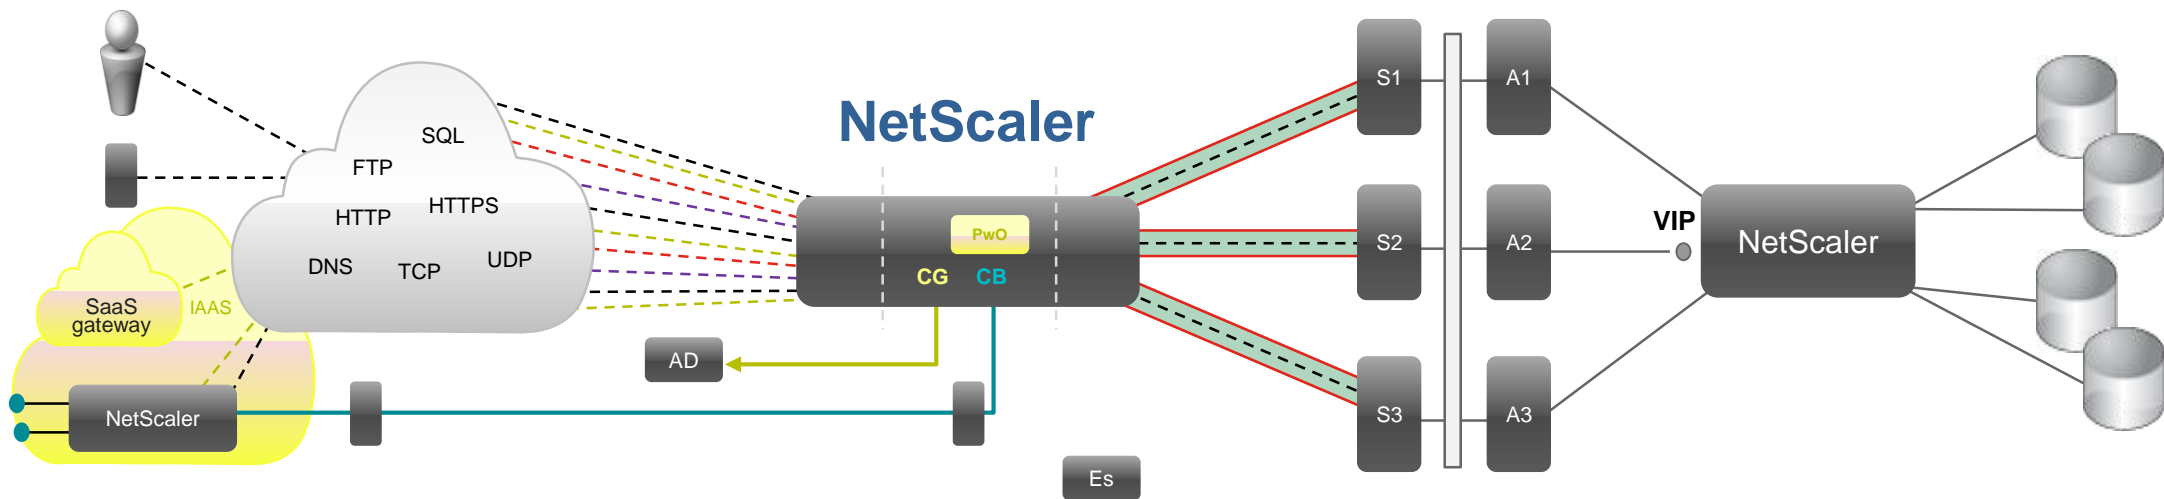 NetScaler
SQL
FTP
HTTP
HTTPS
DNS
TCP
UDP
SaaS
gateway
IAAS
NetScaler
PwO
CG
CB
AD
Es
S1
S2
S3
A1
A2
A3
VIP
NetScaler